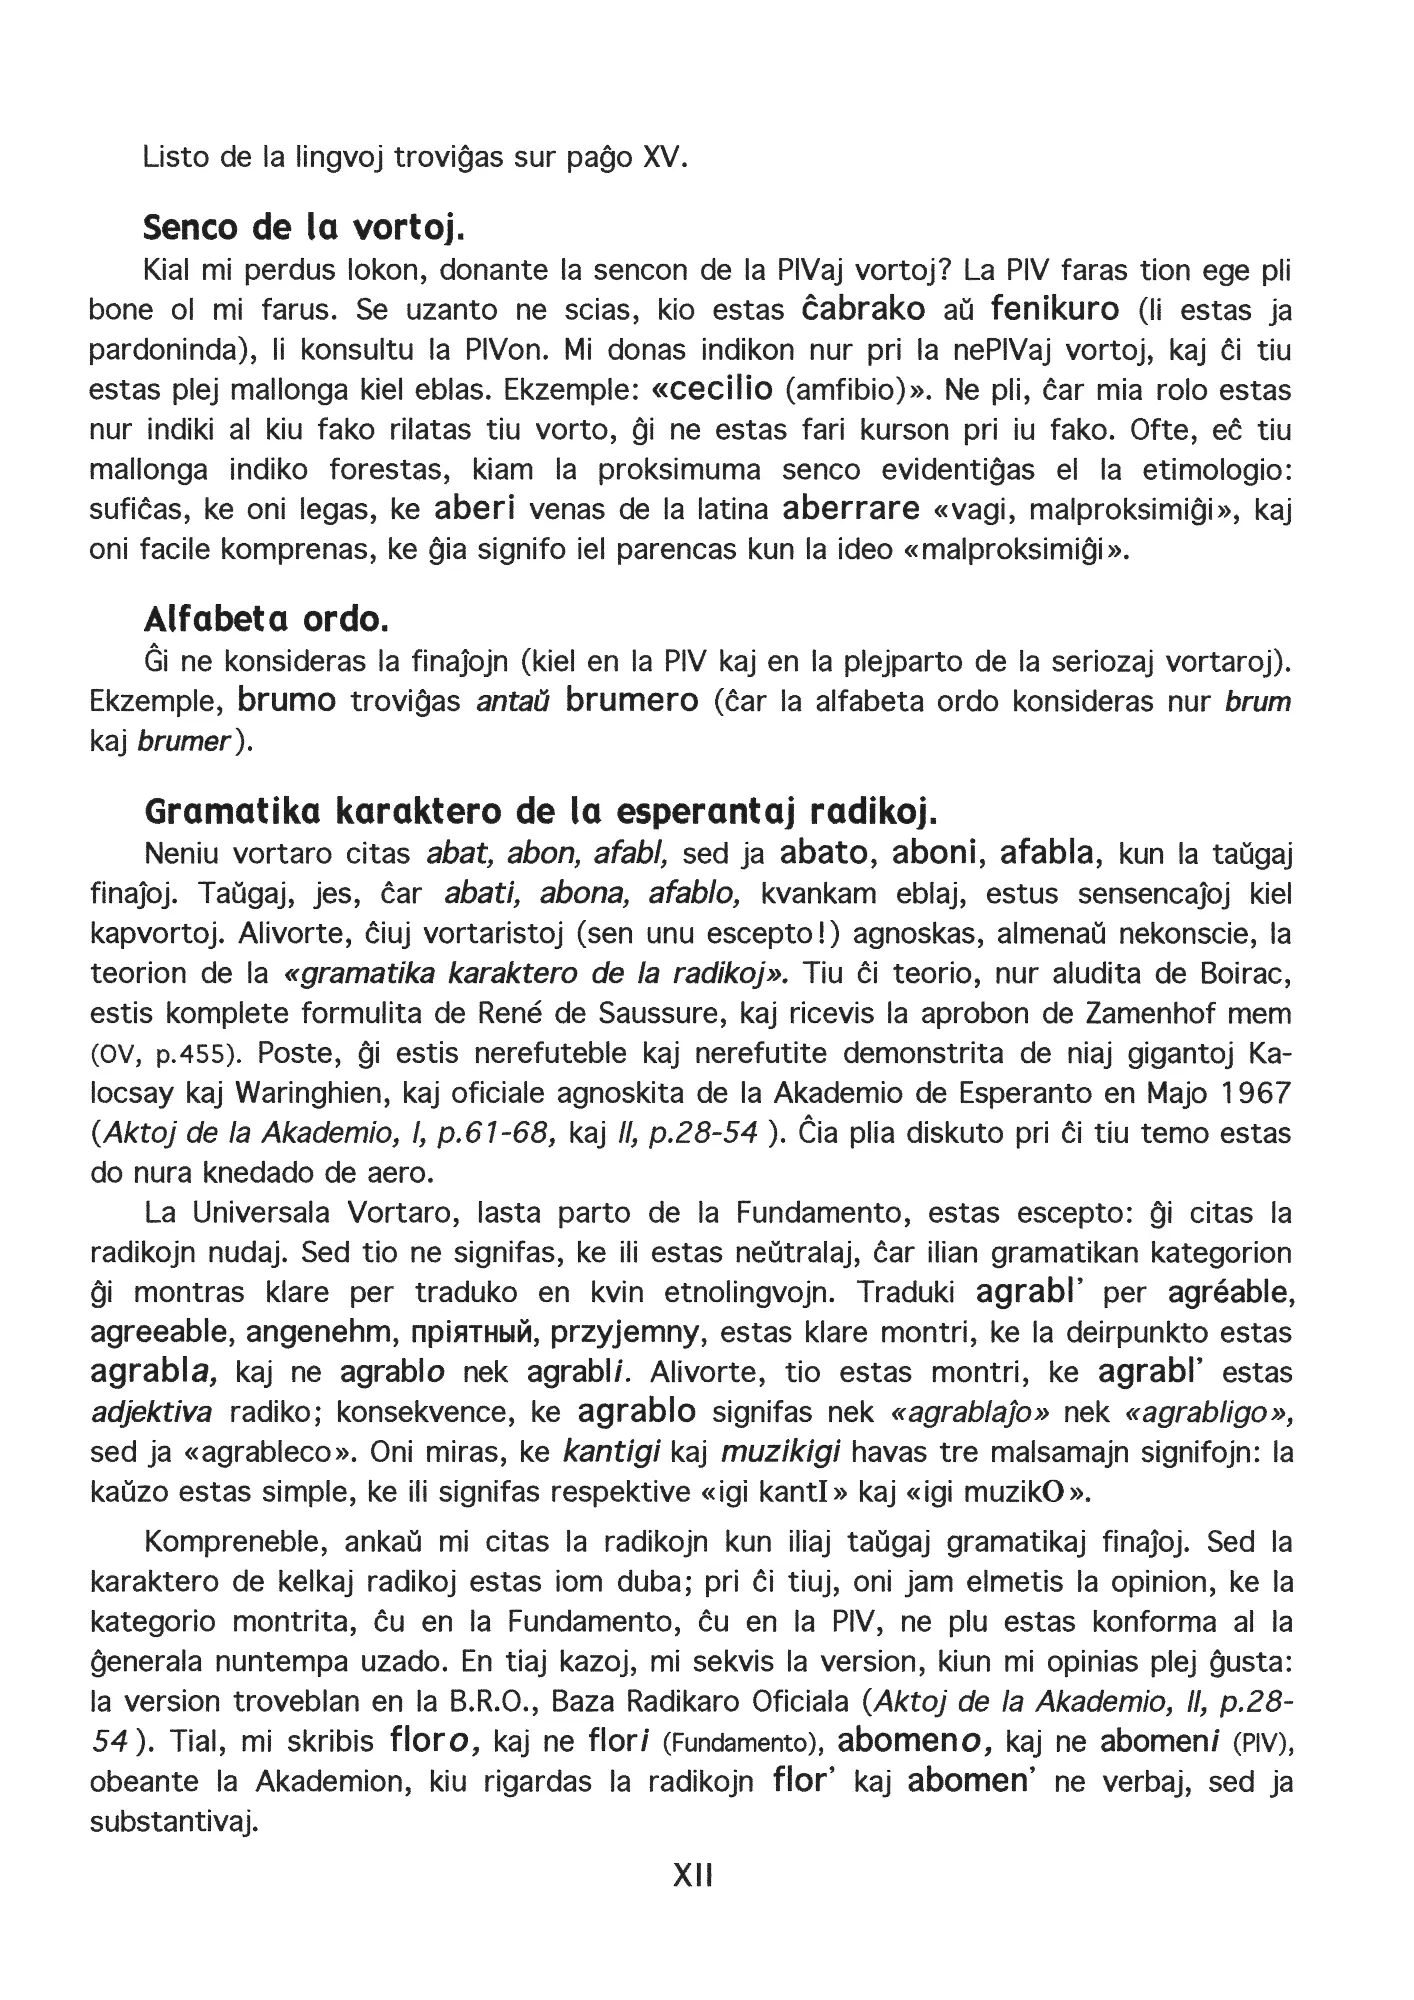 Listo de la lingvoj troviĝas sur paĝo XV.
Senco de la vortoj.
Kial mi perdus lokon, donante la sencon de la PIVaj vortoj? La PIV faras tion ege pli
bone ol mi farus. Se uzanto ne scias, kio estas ĉabrako aŭ fenikuro (li estas ja
pardoninda), li konsultu la PIVon. Mi donas indikon nur pri la nePIVaj vortoj, kaj ĉi tiu
estas plej mallonga kiel eblas. Ekzemple: «cecilio (amfibio)». Ne pli, ĉar mia rolo estas
nur indiki al kiu fako rilatas tiu vorto, ĝi ne estas fari kurson pri iu fako. Ofte, eĉ tiu
mallonga indiko forestas, kiam la proksimuma senco evidentiĝas el la etimologio:
sufiĉas, ke oni legas, ke aberi venas de la latina aberrare «vagi, malproksimiĝi», kaj
oni facile komprenas, ke ĝia signifo iel parencas kun la ideo «malproksimiĝi».
Alfabeta ordo.
Ĝi ne konsideras la finaĵojn (kiel en la PIV kaj en la plejparto de la seriozaj vortaroj).
Ekzemple, brumo troviĝas antaŭ brumero (ĉar la alfabeta ordo konsideras nur brum
kaj brumer).
Gramatika karaktero de la esperantaj radikoj.
Neniu vortaro citas abat, abon, afabl, sed ja abato, aboni, afabla, kun la taŭgaj
finaĵoj. Taŭgaj, jes, ĉar abati, abona, afablo, kvankam eblaj, estus sensencaĵoj kiel
kapvortoj. Alivorte, ĉiuj vortaristoj (sen unu escepto!) agnoskas, almenaŭ nekonscie, la
teorion de la «gramatika karaktero de la radikoj». Tiu ĉi teorio, nur aludita de Boirac,
estis komplete formulita de René de Saussure, kaj ricevis la aprobon de Zamenhof mem
(OV, p.455). Poste, ĝi estis nerefuteble kaj nerefutite demonstrita de niaj gigantoj Ka-
locsay kaj Waringhien, kaj oficiale agnoskita de la Akademio de Esperanto en Majo 1967
(Aktoj de la Akademio, I, p.61-68, kaj II, p.28-54 ). Ĉia plia diskuto pri ĉi tiu temo estas
do nura knedado de aero.
La Universala Vortaro, lasta parto de la Fundamento, estas escepto: ĝi citas la
radikojn nudaj. Sed tio ne signifas, ke ili estas neŭtralaj, ĉar ilian gramatikan kategorion
ĝi montras klare per traduko en kvin etnolingvojn. Traduki agrabl’ per agréable,
agreeable, angenehm, пріятный, przyjemny, estas klare montri, ke la deirpunkto estas
agrabla, kaj ne agrablo nek agrabli. Alivorte, tio estas montri, ke agrabl’ estas
adjektiva radiko; konsekvence, ke agrablo signifas nek «agrablaĵo» nek «agrabligo»,
sed ja «agrableco». Oni miras, ke kantigi kaj muzikigi havas tre malsamajn signifojn: la
kaŭzo estas simple, ke ili signifas respektive «igi kantI» kaj «igi muzikO».
Kompreneble, ankaŭ mi citas la radikojn kun iliaj taŭgaj gramatikaj finaĵoj. Sed la
karaktero de kelkaj radikoj estas iom duba; pri ĉi tiuj, oni jam elmetis la opinion, ke la
kategorio montrita, ĉu en la Fundamento, ĉu en la PIV, ne plu estas konforma al la
ĝenerala nuntempa uzado. En tiaj kazoj, mi sekvis la version, kiun mi opinias plej ĝusta:
la version troveblan en la B.R.O., Baza Radikaro Oficiala (Aktoj de la Akademio, II, p.28-
54 ). Tial, mi skribis floro, kaj ne flori (Fundamento), abomeno, kaj ne abomeni (PIV),
obeante la Akademion, kiu rigardas la radikojn flor’ kaj abomen’ ne verbaj, sed ja
substantivaj.
XII